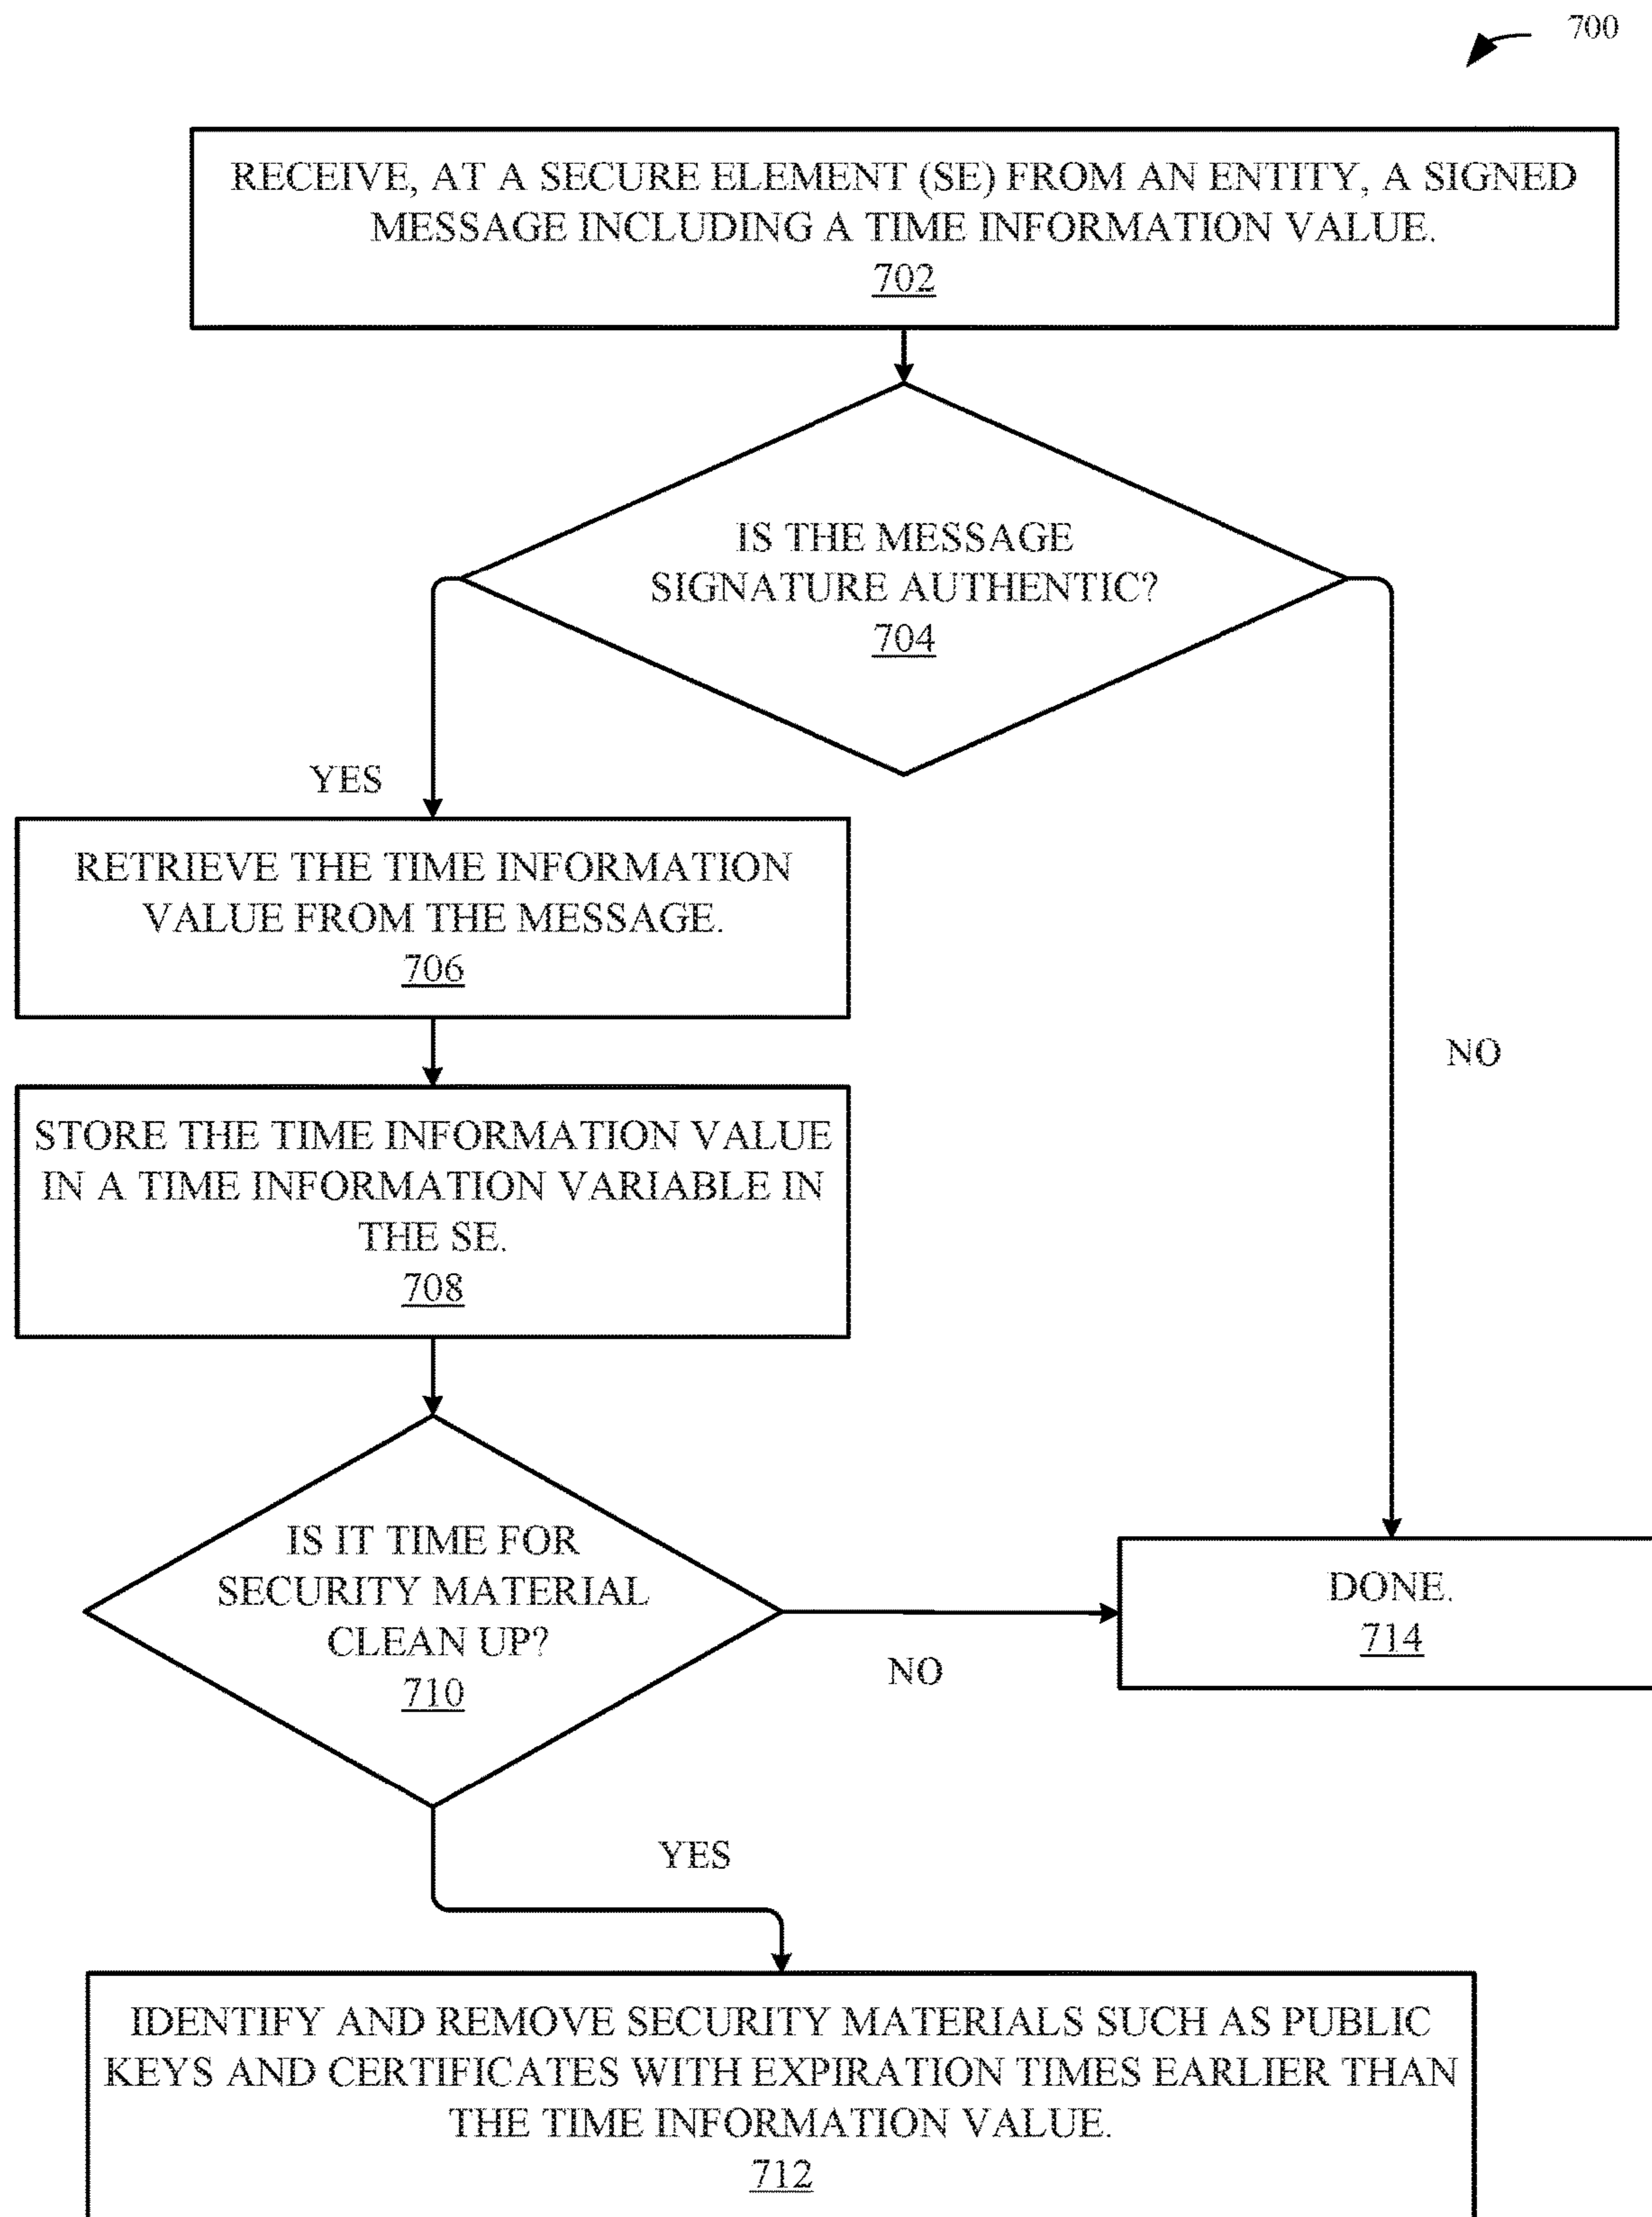 700
RECEIVE, AT A SECURE ELEMENT (SE) FROM AN ENTITY, A SIGNED
MESSAGE INCLUDING A TIME INFORMATION VALUE.
702
IS THE MESSAGE
SIGNATURE AUTHENTIC?
704
YES
RETRIEVE THE TIME INFORMATION
VALUE FROM THE MESSAGE.
706
NO
STORE THE TIME INFORMATION VALUE
IN A TIME INFORMATION VARIABLE IN
THE SE.
708
IS IT TIME FOR
SECURITY MATERIAL
CLEAN UP?
710
NO
DONE.
714
YES
IDENTIFY AND REMOVE SECURITY MATERIALS SUCH AS PUBLIC
KEYS AND CERTIFICATES WITH EXPIRATION TIMES EARLIER THAN
THE TIME INFORMATION VALUE.
712